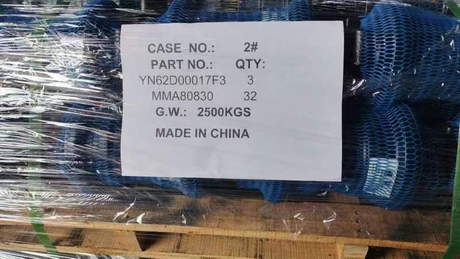 CASE NO.: 2#
PART NO.: QTY:
YN62D00017F3 3
MMA80830 32
G.W.: 2500KGS
MADE IN CHINA